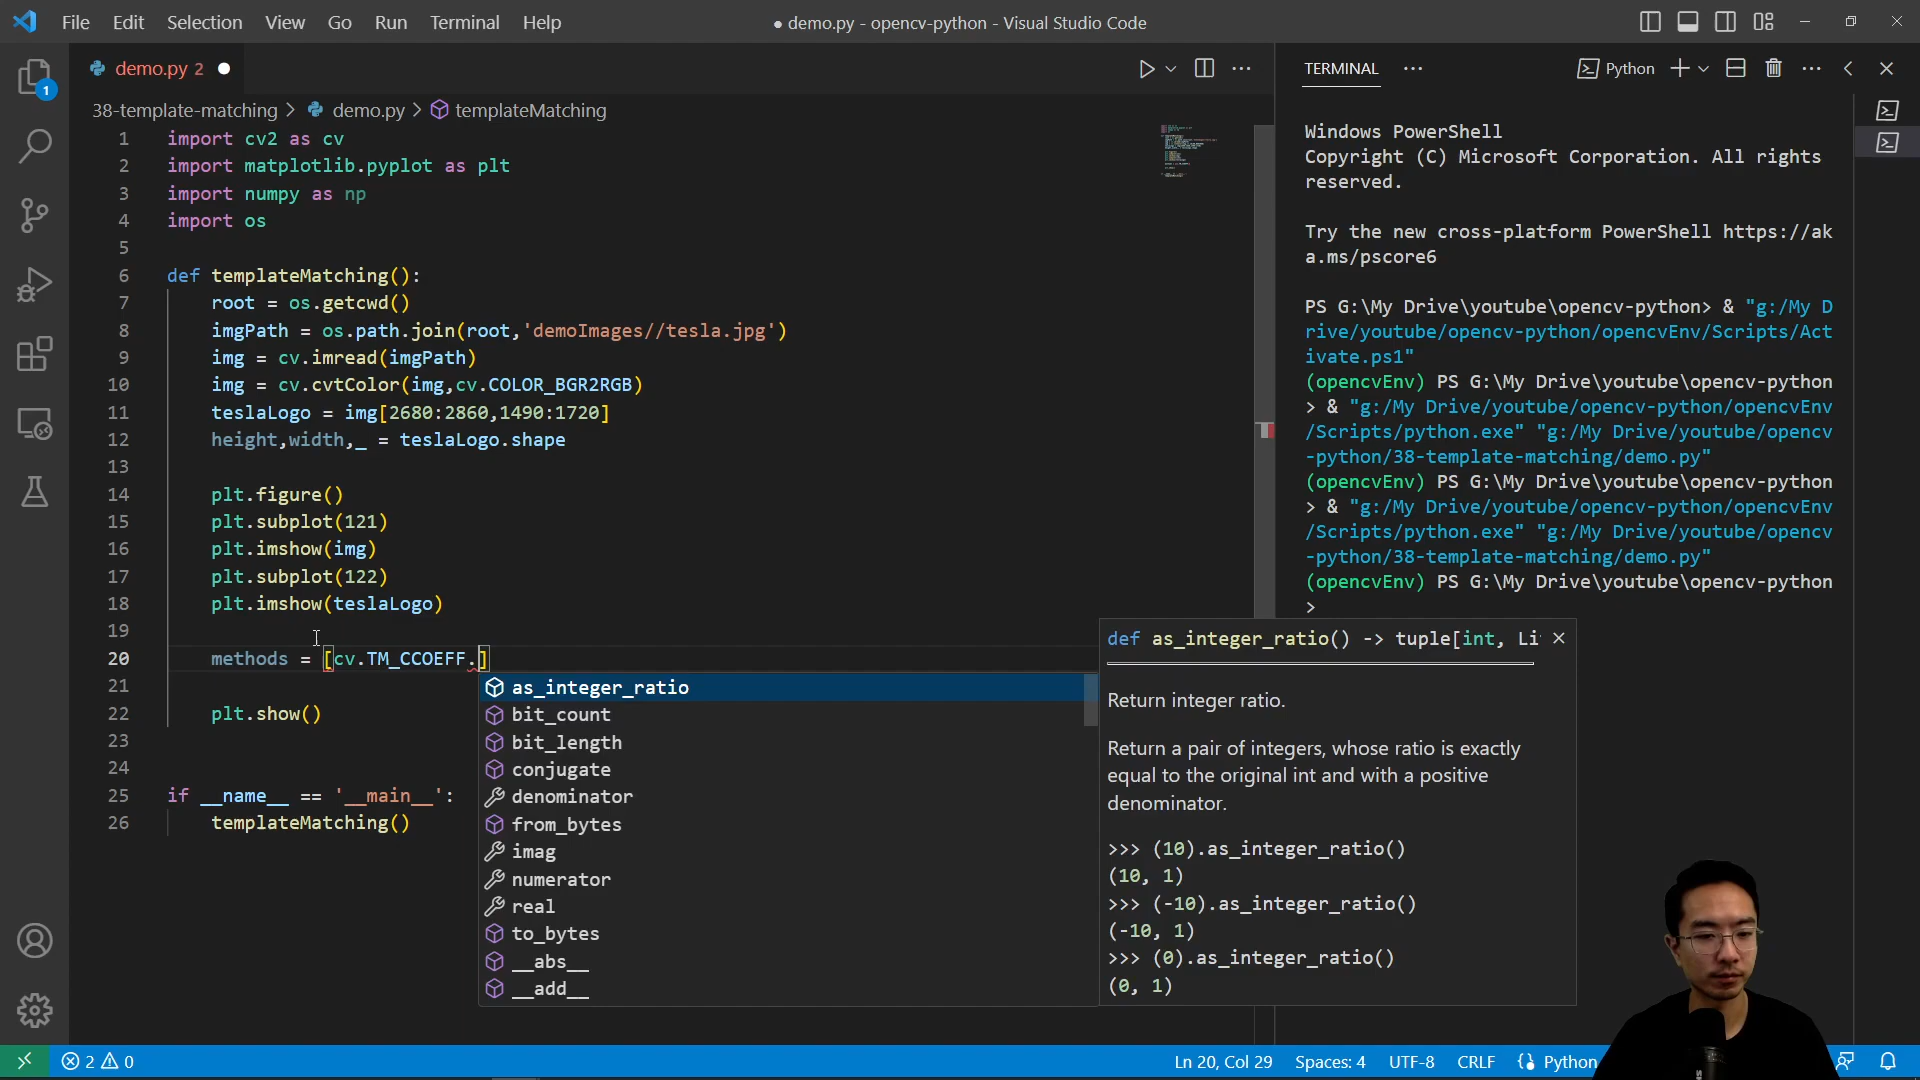 File Edit Selection View Go Run Terminal Help
● demo.py - opencv-python - Visual Studio Code
demo.py 2 ●
38-template-matching > demo.py > templateMatching
1 import cv2 as cv
2 import matplotlib.pyplot as plt
3 import numpy as np
4 import os
5
6 def templateMatching():
7 root = os.getcwd()
8 imgPath = os.path.join(root,'demoImages//tesla.jpg')
9 img = cv.imread(imgPath)
10 img = cv.cvtColor(img,cv.COLOR_BGR2RGB)
11 teslaLogo = img[2680:2860,1490:1720]
12 height,width,_ = teslaLogo.shape
13
14 plt.figure()
15 plt.subplot(121)
16 plt.imshow(img)
17 plt.subplot(122)
18 plt.imshow(teslaLogo)
19
20 methods = [cv.TM_CCOEFF.]
21
22 plt.show()
23
24
25 if __name__ == '__main__':
26 templateMatching()
as_integer_ratio
bit_count
bit_length
conjugate
denominator
from_bytes
imag
numerator
real
to_bytes
__abs__
__add__
def as_integer_ratio() -> tuple[int, Li
Return integer ratio.
Return a pair of integers, whose ratio is exactly
equal to the original int and with a positive
denominator.
>>> (10).as_integer_ratio()
(10, 1)
>>> (-10).as_integer_ratio()
(-10, 1)
>>> (0).as_integer_ratio()
(0, 1)
TERMINAL
Python
Windows PowerShell
Copyright (C) Microsoft Corporation. All rights
reserved.
Try the new cross-platform PowerShell https://ak
a.ms/pscore6
PS G:\My Drive\youtube\opencv-python> & "g:/My D
rive/youtube/opencv-python/opencvEnv/Scripts/Act
ivate.ps1"
(opencvEnv) PS G:\My Drive\youtube\opencv-python
> & "g:/My Drive/youtube/opencv-python/opencvEnv
/Scripts/python.exe" "g:/My Drive/youtube/opencv
-python/38-template-matching/demo.py"
(opencvEnv) PS G:\My Drive\youtube\opencv-python
> & "g:/My Drive/youtube/opencv-python/opencvEnv
/Scripts/python.exe" "g:/My Drive/youtube/opencv
-python/38-template-matching/demo.py"
(opencvEnv) PS G:\My Drive\youtube\opencv-python
>
1
2 0
Ln 20, Col 29 Spaces: 4 UTF-8 CRLF Python